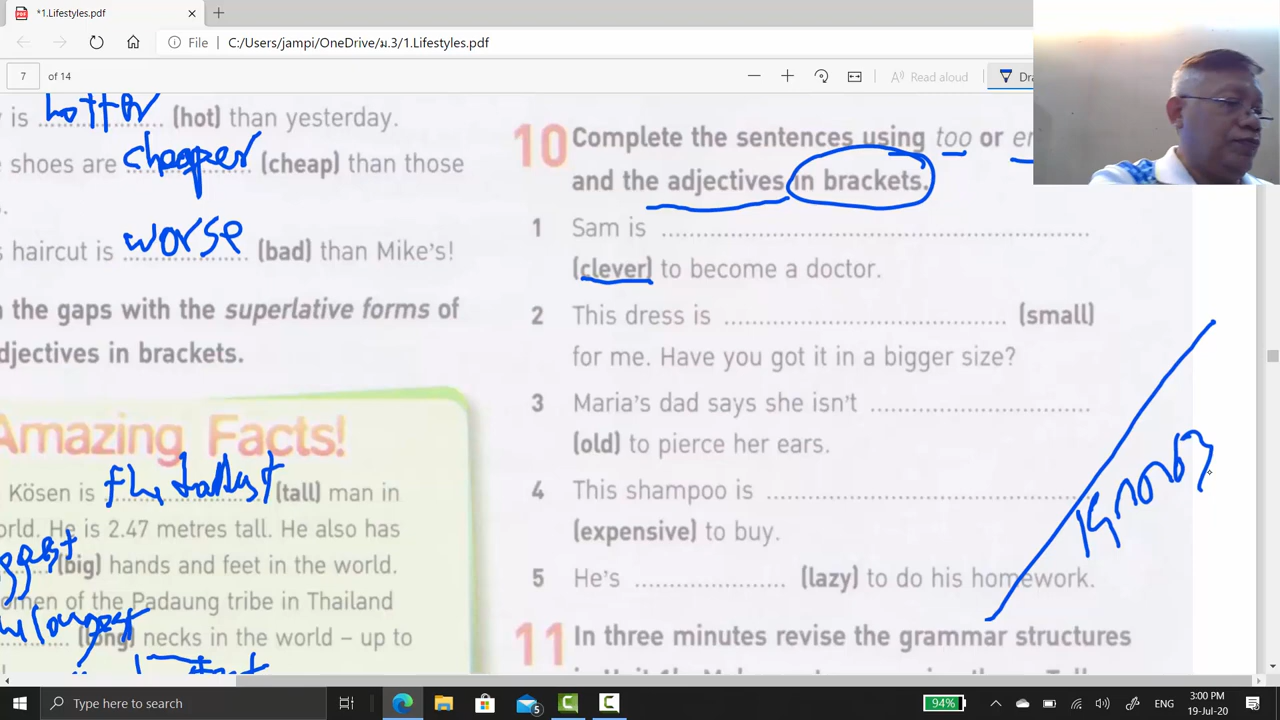 *1.Lifestyles.pdf
File C:/Users/jampi/OneDrive/ม.3/1.Lifestyles.pdf
7 of 14 Read aloud
is hotter (hot) than yesterday.
shoes are cheaper (cheap) than those
haircut is worse (bad) than Mike's!
the gaps with the superlative forms of
adjectives in brackets.
Amazing Facts!
Kösen is the tallest (tall) man in
He is 2.47 metres tall. He also has
(big) hands and feet in the world.
of the Padaung tribe in Thailand
longest (long) necks in the world – up to
10 Complete the sentences using too or
and the adjectives in brackets.
1 Sam is ........................................
(clever) to become a doctor.
2 This dress is ........................................ (small)
for me. Have you got it in a bigger size?
3 Maria's dad says she isn't ........................................
(old) to pierce her ears.
4 This shampoo is ........................................
(expensive) to buy.
5 He's ........................ (lazy) to do his homework.
11 In three minutes revise the grammar structures
Type here to search
5
94%
ENG
3:00 PM
19-Jul-20